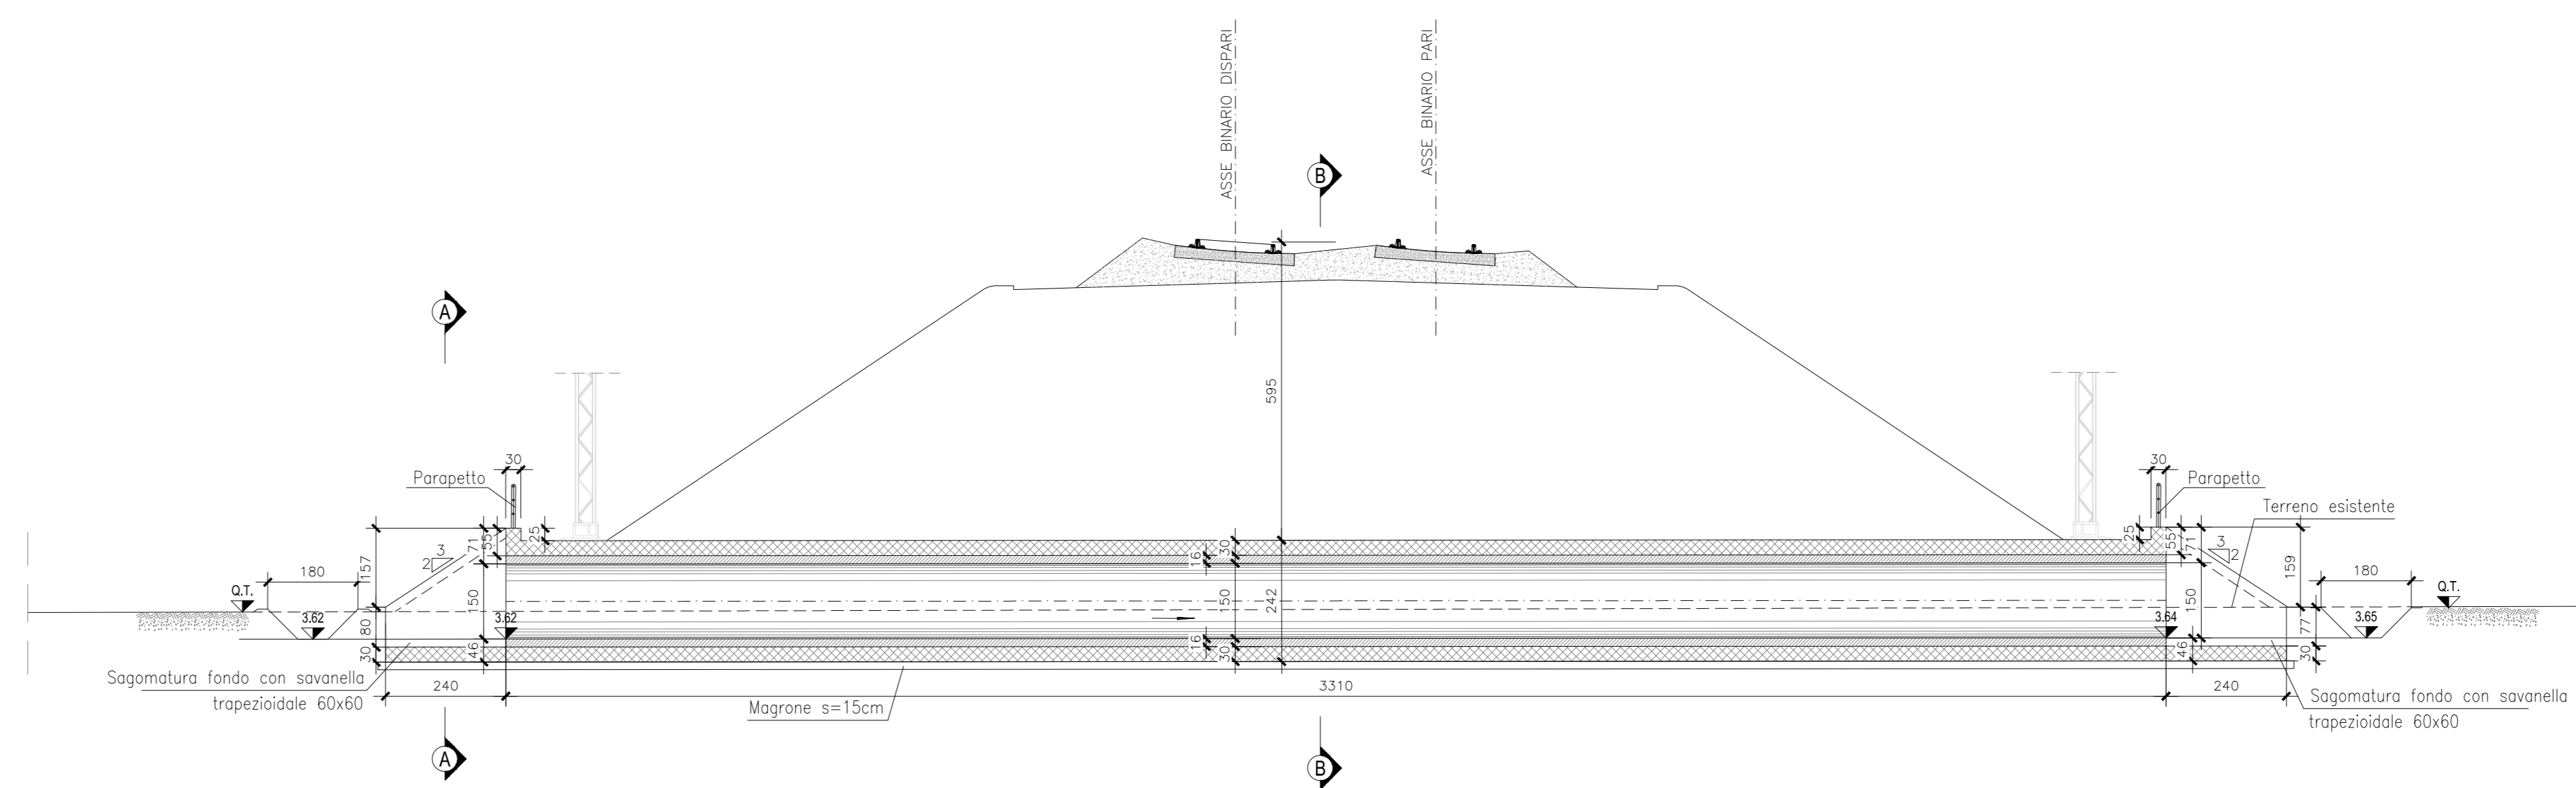 ASSE BINARIO DISPARI
ASSE BINARIO PARI
B
A
595
30
Parapetto
30
Parapetto
Terreno esistente
157
71
55
25
3
2
16
30
25
55
71
3
2
159
180
180
Q.T.
Q.T.
3.62
3.62
150
150
242
150
3.64
3.65
80
77
30
46
16
30
46
30
Sagomatura fondo con savanella
trapezioidale 60x60
240
3310
240
Magrone s=15cm
Sagomatura fondo con savanella
trapezioidale 60x60
A
B